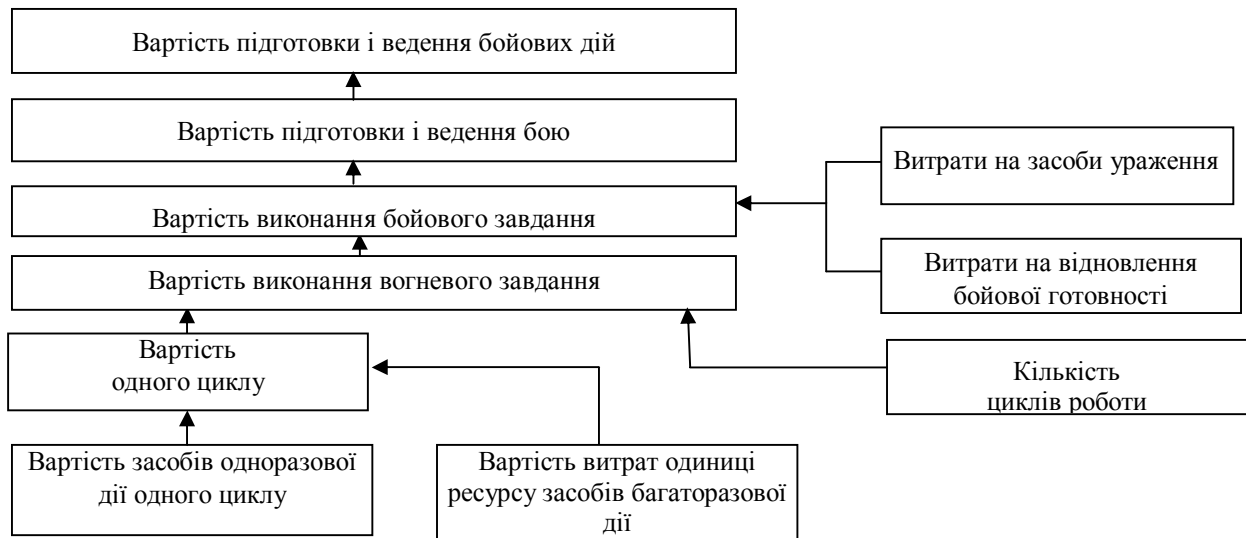 Вартість підготовки і ведення бойових дій
Вартість підготовки і ведення бою
Витрати на засоби ураження
Вартість виконання бойового завдання
Витрати на відновлення
бойової готовності
Вартість виконання вогневого завдання
Вартість
одного циклу
Кількість
циклів роботи
Вартість засобів одноразової
дії одного циклу
Вартість витрат одиниці
ресурсу засобів багаторазової
дії